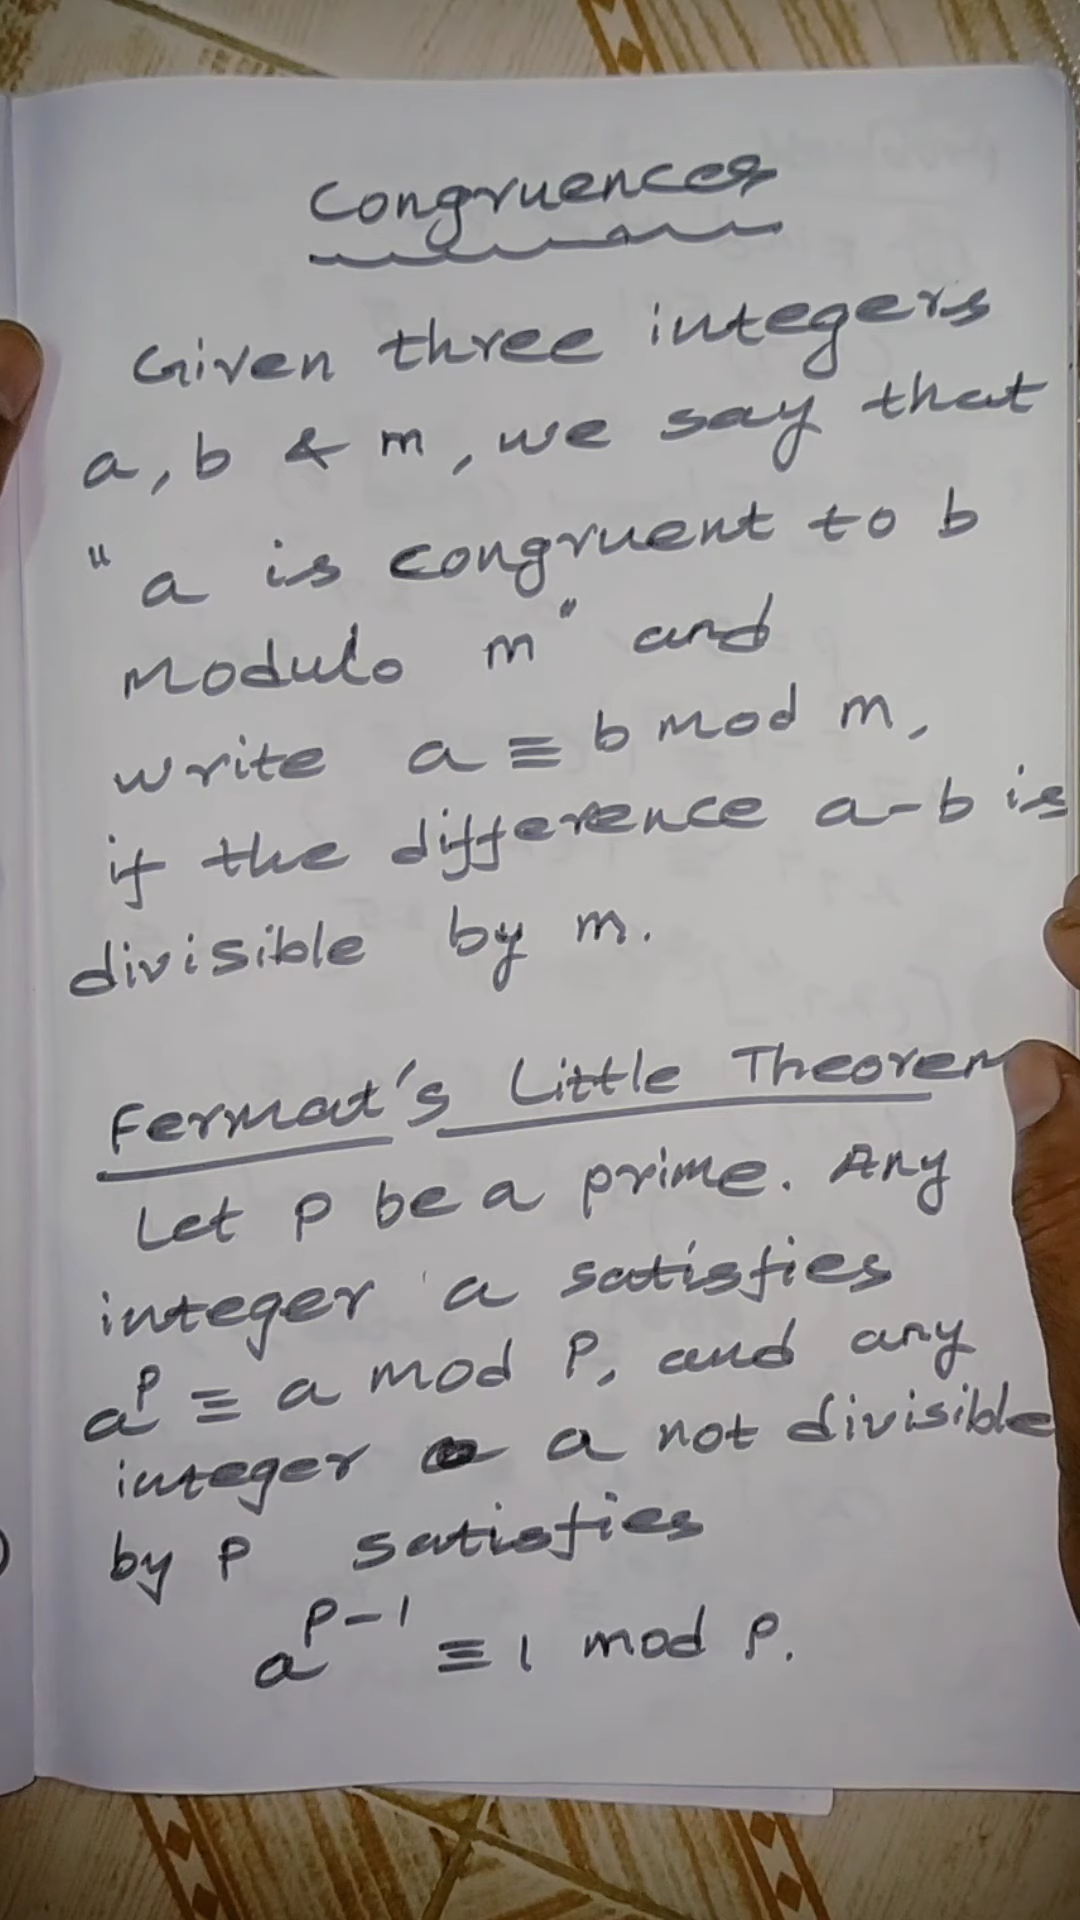 Congruences
Given three integers
a, b & m, we say that
"a is congruent to b
modulo m" and
write a ≡ b mod m,
if the difference a-b is
divisible by m.
Fermat's Little Theorem
Let P be a prime. Any
integer a satisfies
a^P ≡ a mod P, and any
integer a not divisible
by P satisfies
a^P-1 ≡ 1 mod P.